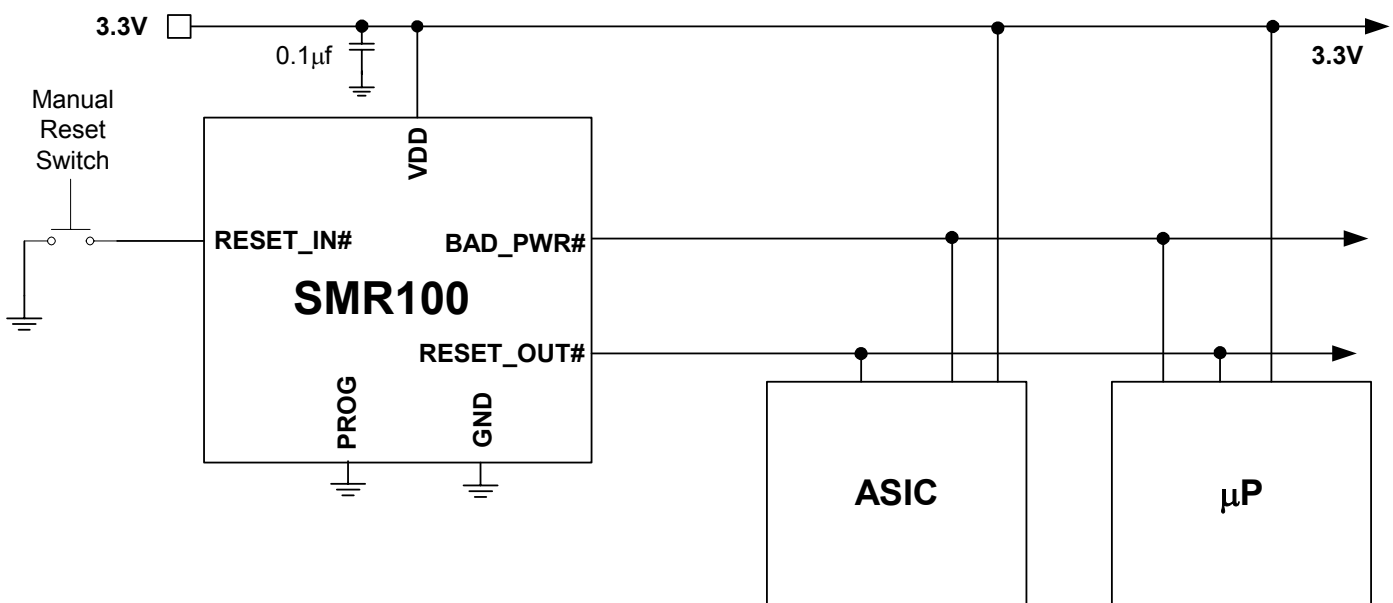 3.3V
0.1μf
3.3V
Manual
Reset
Switch
VDD
RESET_IN#
BAD_PWR#
SMR100
RESET_OUT#
PROG
GND
ASIC
μP